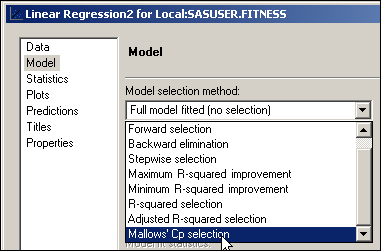 Linear Regression2 for Local:SASUSER.FITNESS
Data
Model
Statistics
Plots
Predictions
Titles
Properties
Model
Model selection method:
Full model fitted (no selection)
Forward selection
Backward elimination
Stepwise selection
Maximum R-squared improvement
Minimum R-squared improvement
R-squared selection
Adjusted R-squared selection
Mallows' Cp selection
Model fit statistics: